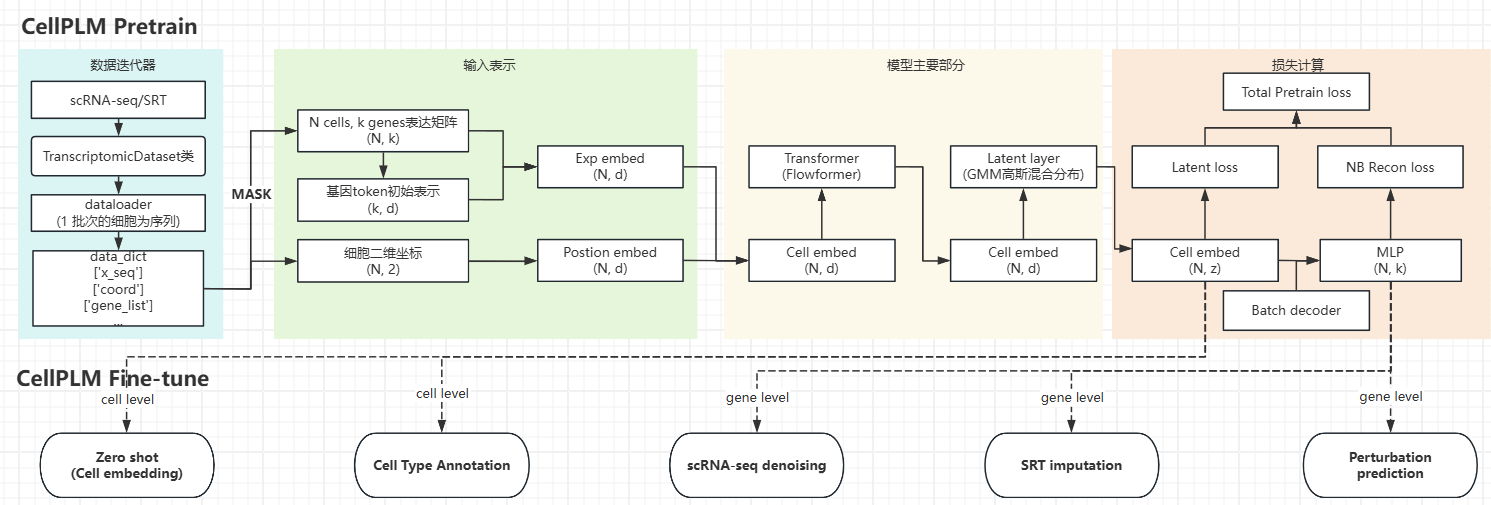 CellPLM Pretrain
数据迭代器
scRNA-seq/SRT
TranscriptomicDataset类
dataloader
(1 批次的细胞为序列)
data_dict
['x_seq']
['coord']
['gene_list']
...
MASK
输入表示
N cells, k genes表达矩阵
(N, k)
基因token初始表示
(k, d)
细胞二维坐标
(N, 2)
Exp embed
(N, d)
Postion embed
(N, d)
模型主要部分
Transformer
(Flowformer)
Cell embed
(N, d)
Latent layer
(GMM高斯混合分布)
Cell embed
(N, d)
损失计算
Total Pretrain loss
Latent loss
NB Recon loss
Cell embed
(N, z)
MLP
(N, k)
Batch decoder
CellPLM Fine-tune
cell level
cell level
gene level
gene level
gene level
Zero shot
(Cell embedding)
Cell Type Annotation
scRNA-seq denoising
SRT imputation
Perturbation
prediction